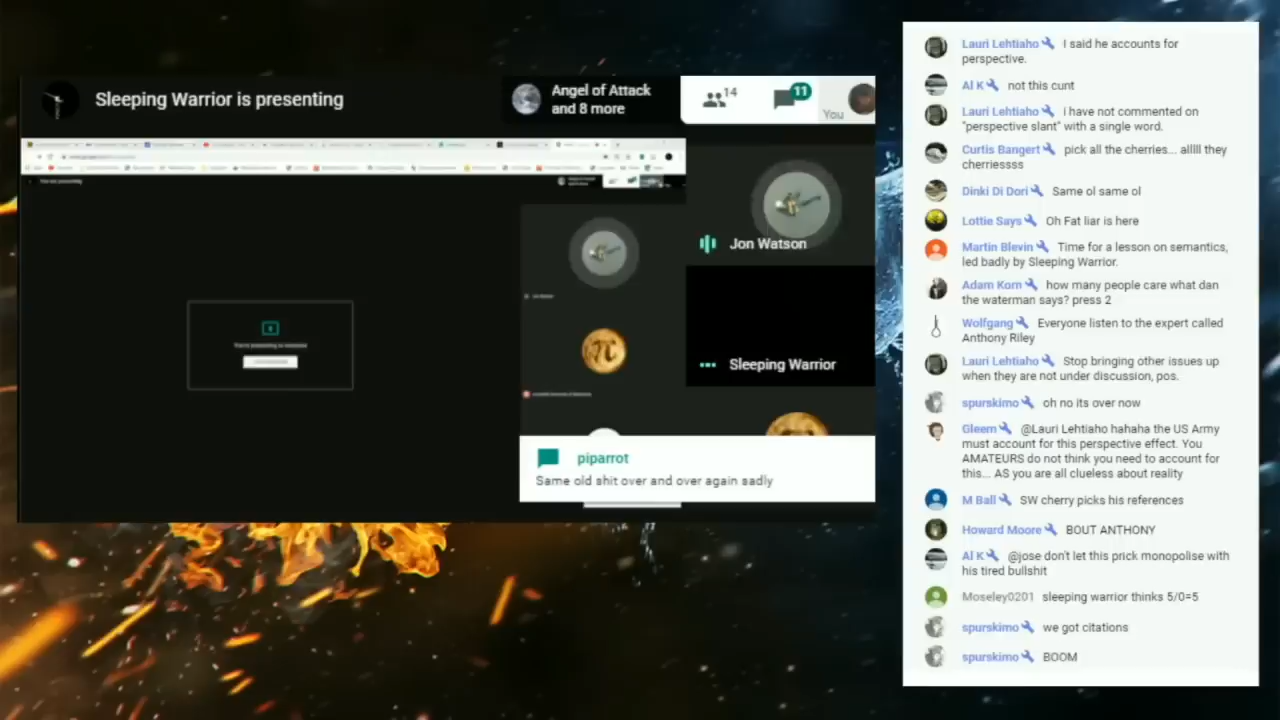 Sleeping Warrior is presenting
Angel of Attack
and 8 more
14
11
You
Jon Watson
Sleeping Warrior
piparrot
Same old shit over and over again sadly
Lauri Lehtiaho I said he accounts for
perspective.
Al K not this cunt
Lauri Lehtiaho i have not commented on
"perspective slant" with a single word.
Curtis Bangert pick all the cherries... alllll they
cherriessss
Dinki Di Dori Same ol same ol
Lottie Says Oh Fat liar is here
Martin Blevin Time for a lesson on semantics,
led badly by Sleeping Warrior.
Adam Korn how many people care what dan
the waterman says? press 2
Wolfgang Everyone listen to the expert called
Anthony Riley
Lauri Lehtiaho Stop bringing other issues up
when they are not under discussion, pos.
spurskimo oh no its over now
Gleem @Lauri Lehtiaho hahaha the US Army
must account for this perspective effect. You
AMATEURS do not think you need to account for
this... AS you are all clueless about reality
M Ball SW cherry picks his references
Howard Moore BOUT ANTHONY
Al K @jose don't let this prick monopolise with
his tired bullshit
Moseley0201 sleeping warrior thinks 5/0=5
spurskimo we got citations
spurskimo BOOM